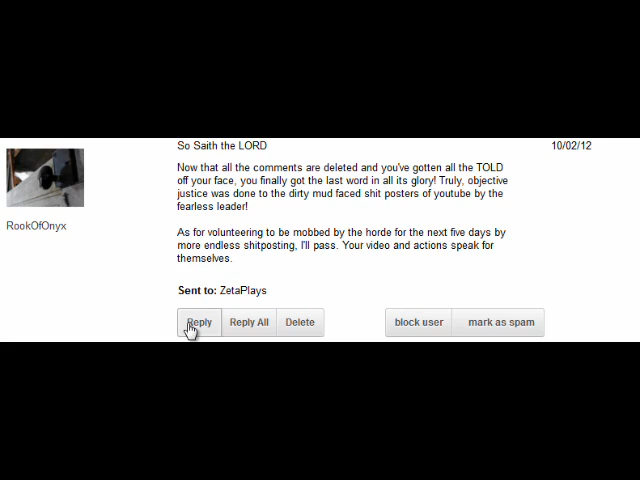 So Saith the LORD 10/02/12
Now that all the comments are deleted and you've gotten all the TOLD
off your face, you finally got the last word in all its glory! Truly, objective
justice was done to the dirty mud faced shit posters of youtube by the
fearless leader!
RookOfOnyx
As for volunteering to be mobbed by the horde for the next five days by
more endless shitposting, I'll pass. Your video and actions speak for
themselves.
Sent to: ZetaPlays
Reply Reply All Delete block user mark as spam